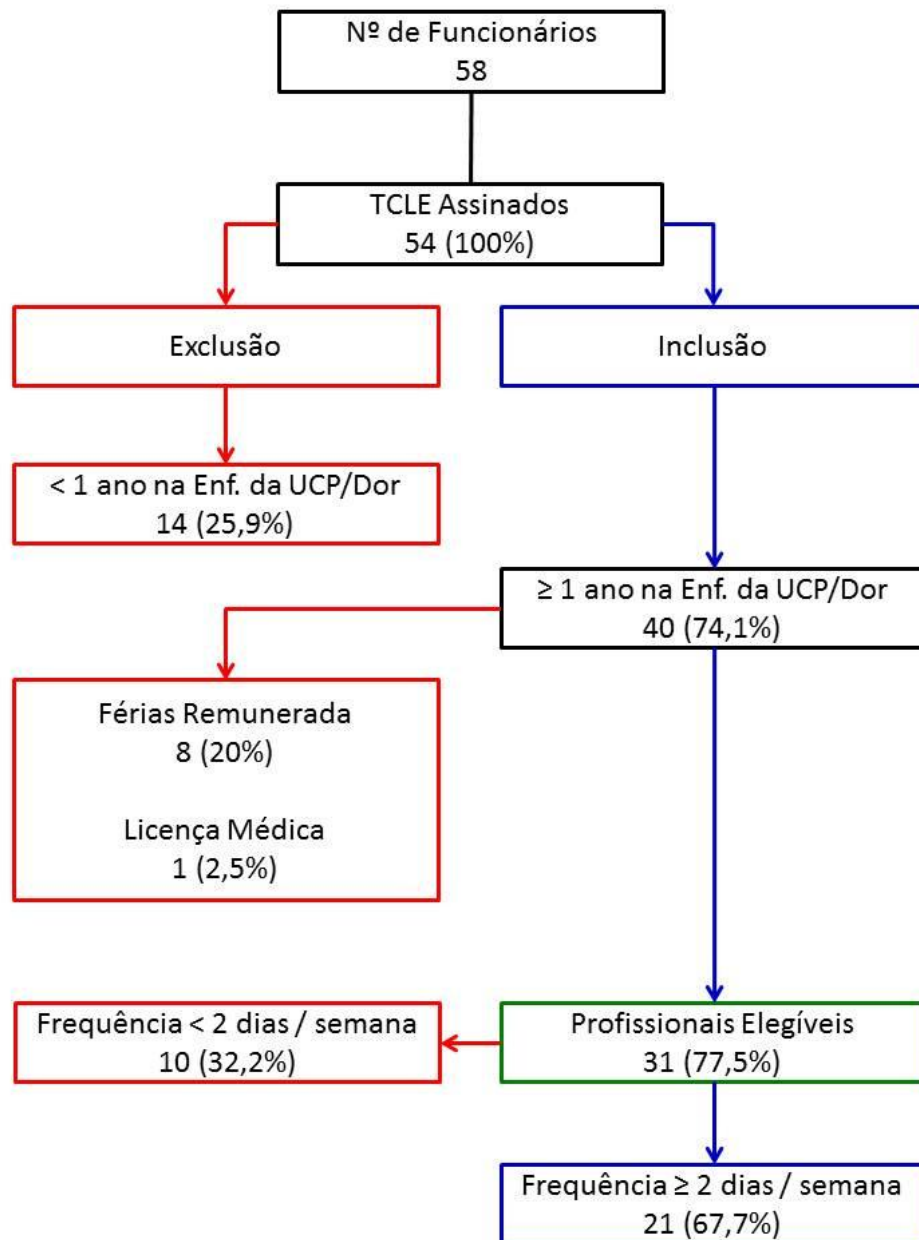 Nº de Funcionários
58
TCLE Assinados
54 (100%)
Exclusão
Inclusão
< 1 ano na Enf. da UCP/Dor
14 (25,9%)
≥ 1 ano na Enf. da UCP/Dor
40 (74,1%)
Férias Remunerada
8 (20%)
Licença Médica
1 (2,5%)
Frequência < 2 dias / semana
10 (32,2%)
Profissionais Elegíveis
31 (77,5%)
Frequência ≥ 2 dias / semana
21 (67,7%)